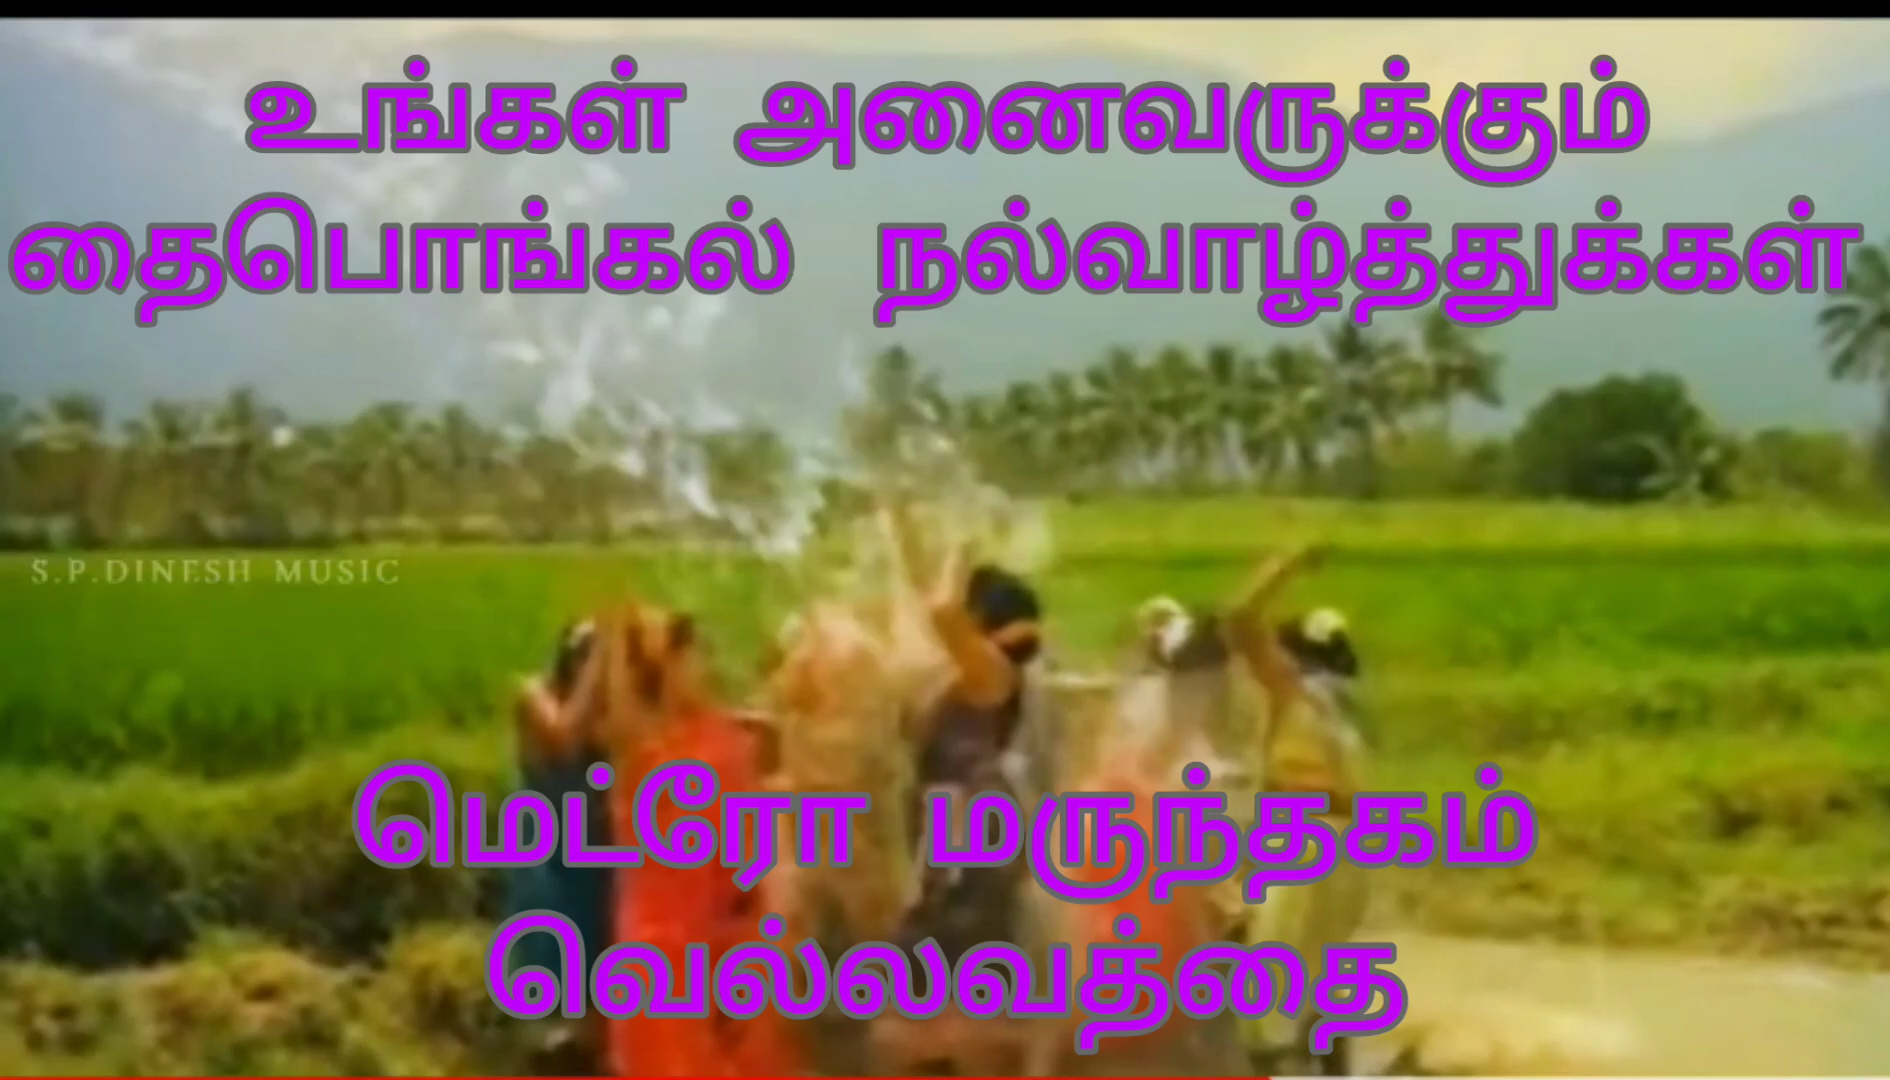 உங்கள் அனைவருக்கும்
தைபொங்கல் நல்வாழ்த்துக்கள்
S.P.DINESH MUSIC
மெட்ரோ மருந்தகம்
வெல்லவத்தை